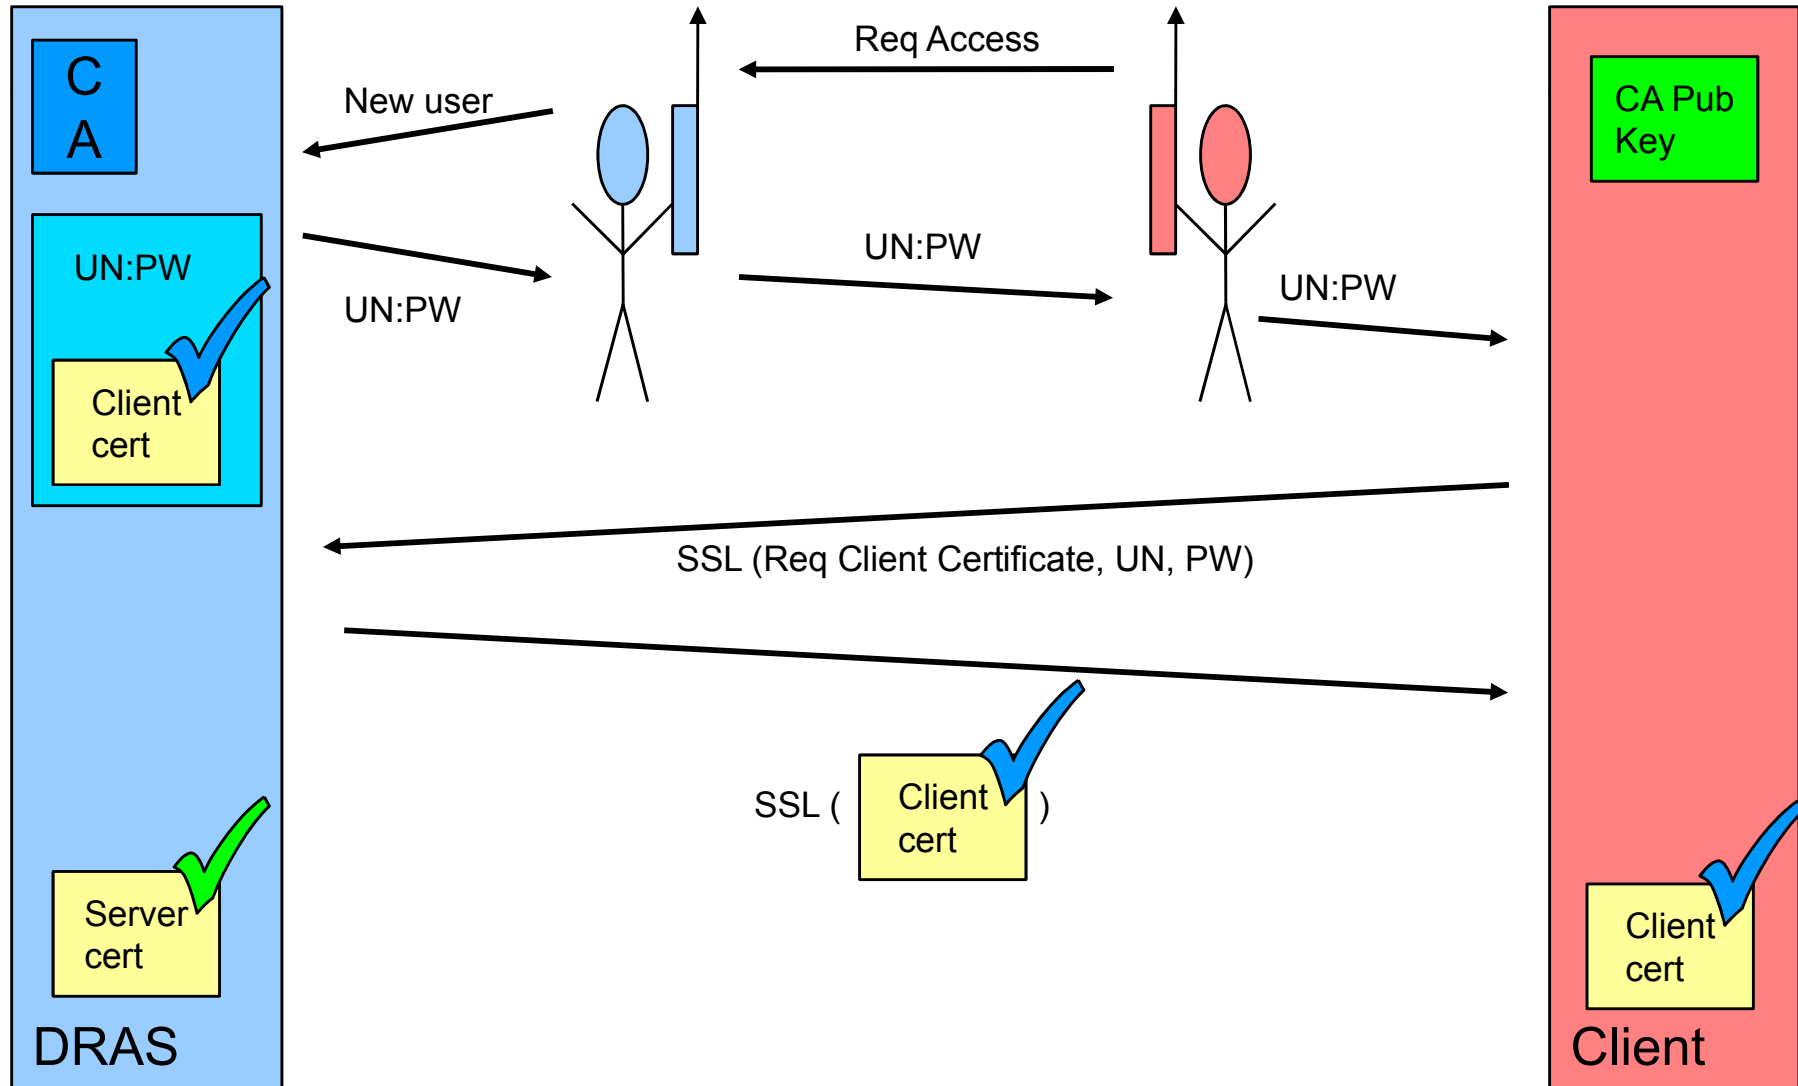 C
A
UN:PW
Client
cert
Server
cert
DRAS
New user
UN:PW
Req Access
UN:PW
UN:PW
SSL (Req Client Certificate, UN, PW)
SSL ( Client )
cert
CA Pub
Key
Client
cert
Client